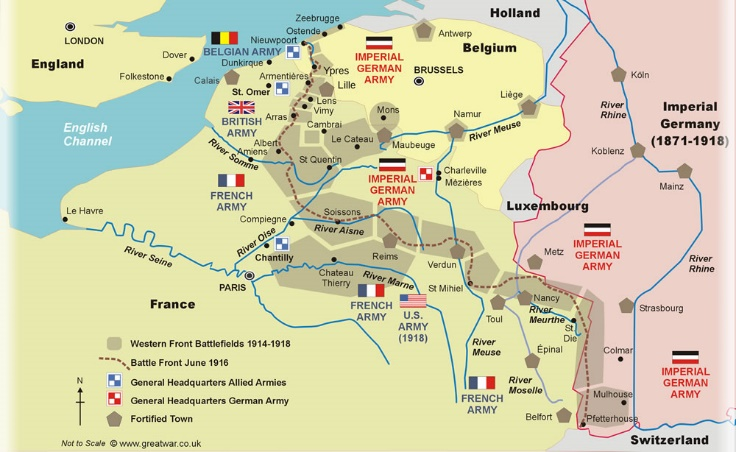 Holland
Zeebrugge
Ostende
Nieuwpoort
LONDON
Antwerp
BELGIAN ARMY
IMPERIAL
GERMAN
ARMY
Belgium
Dover
England
Dunkirque
Ypres
BRUSSELS
Folkestone
Calais
Armentières
Lille
St. Omer
Köln
Liège
Lens
Vimy
BRITISH
ARMY
Arras
Mons
Namur
River
Rhine
Imperial
Germany
(1871-1918)
English
Channel
Cambrai
River Meuse
Albert
Amiens
Le Cateau
Maubeuge
Koblenz
River Somme
St Quentin
IMPERIAL
GERMAN
ARMY
Charleville
Mézières
Mainz
FRENCH
ARMY
Luxembourg
Le Havre
Compiegne
Soissons
River Aisne
IMPERIAL
GERMAN
ARMY
River Oise
River Seine
Chantilly
Reims
Verdun
Metz
River
Rhine
PARIS
Chateau
Thierry
River Marne
St Mihiel
France
FRENCH
ARMY
U.S.
ARMY
(1918)
Toul
Nancy
River
Meurthe
Strasbourg
St
Die
Western Front Battlefields 1914-1918
Battle Front June 1916
General Headquarters Allied Armies
General Headquarters German Army
Fortified Town
River
Meuse
Épinal
Colmar
IMPERIAL
GERMAN
ARMY
River
Moselle
FRENCH
ARMY
Mulhouse
Belfort
Pfetterhouse
Switzerland
N
Not to Scale © www.greatwar.co.uk